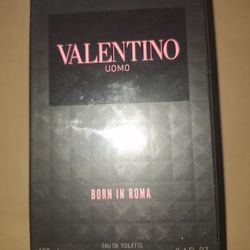 VALENTINO
UOMO
BORN IN ROMA
EAU DE TOILETTE